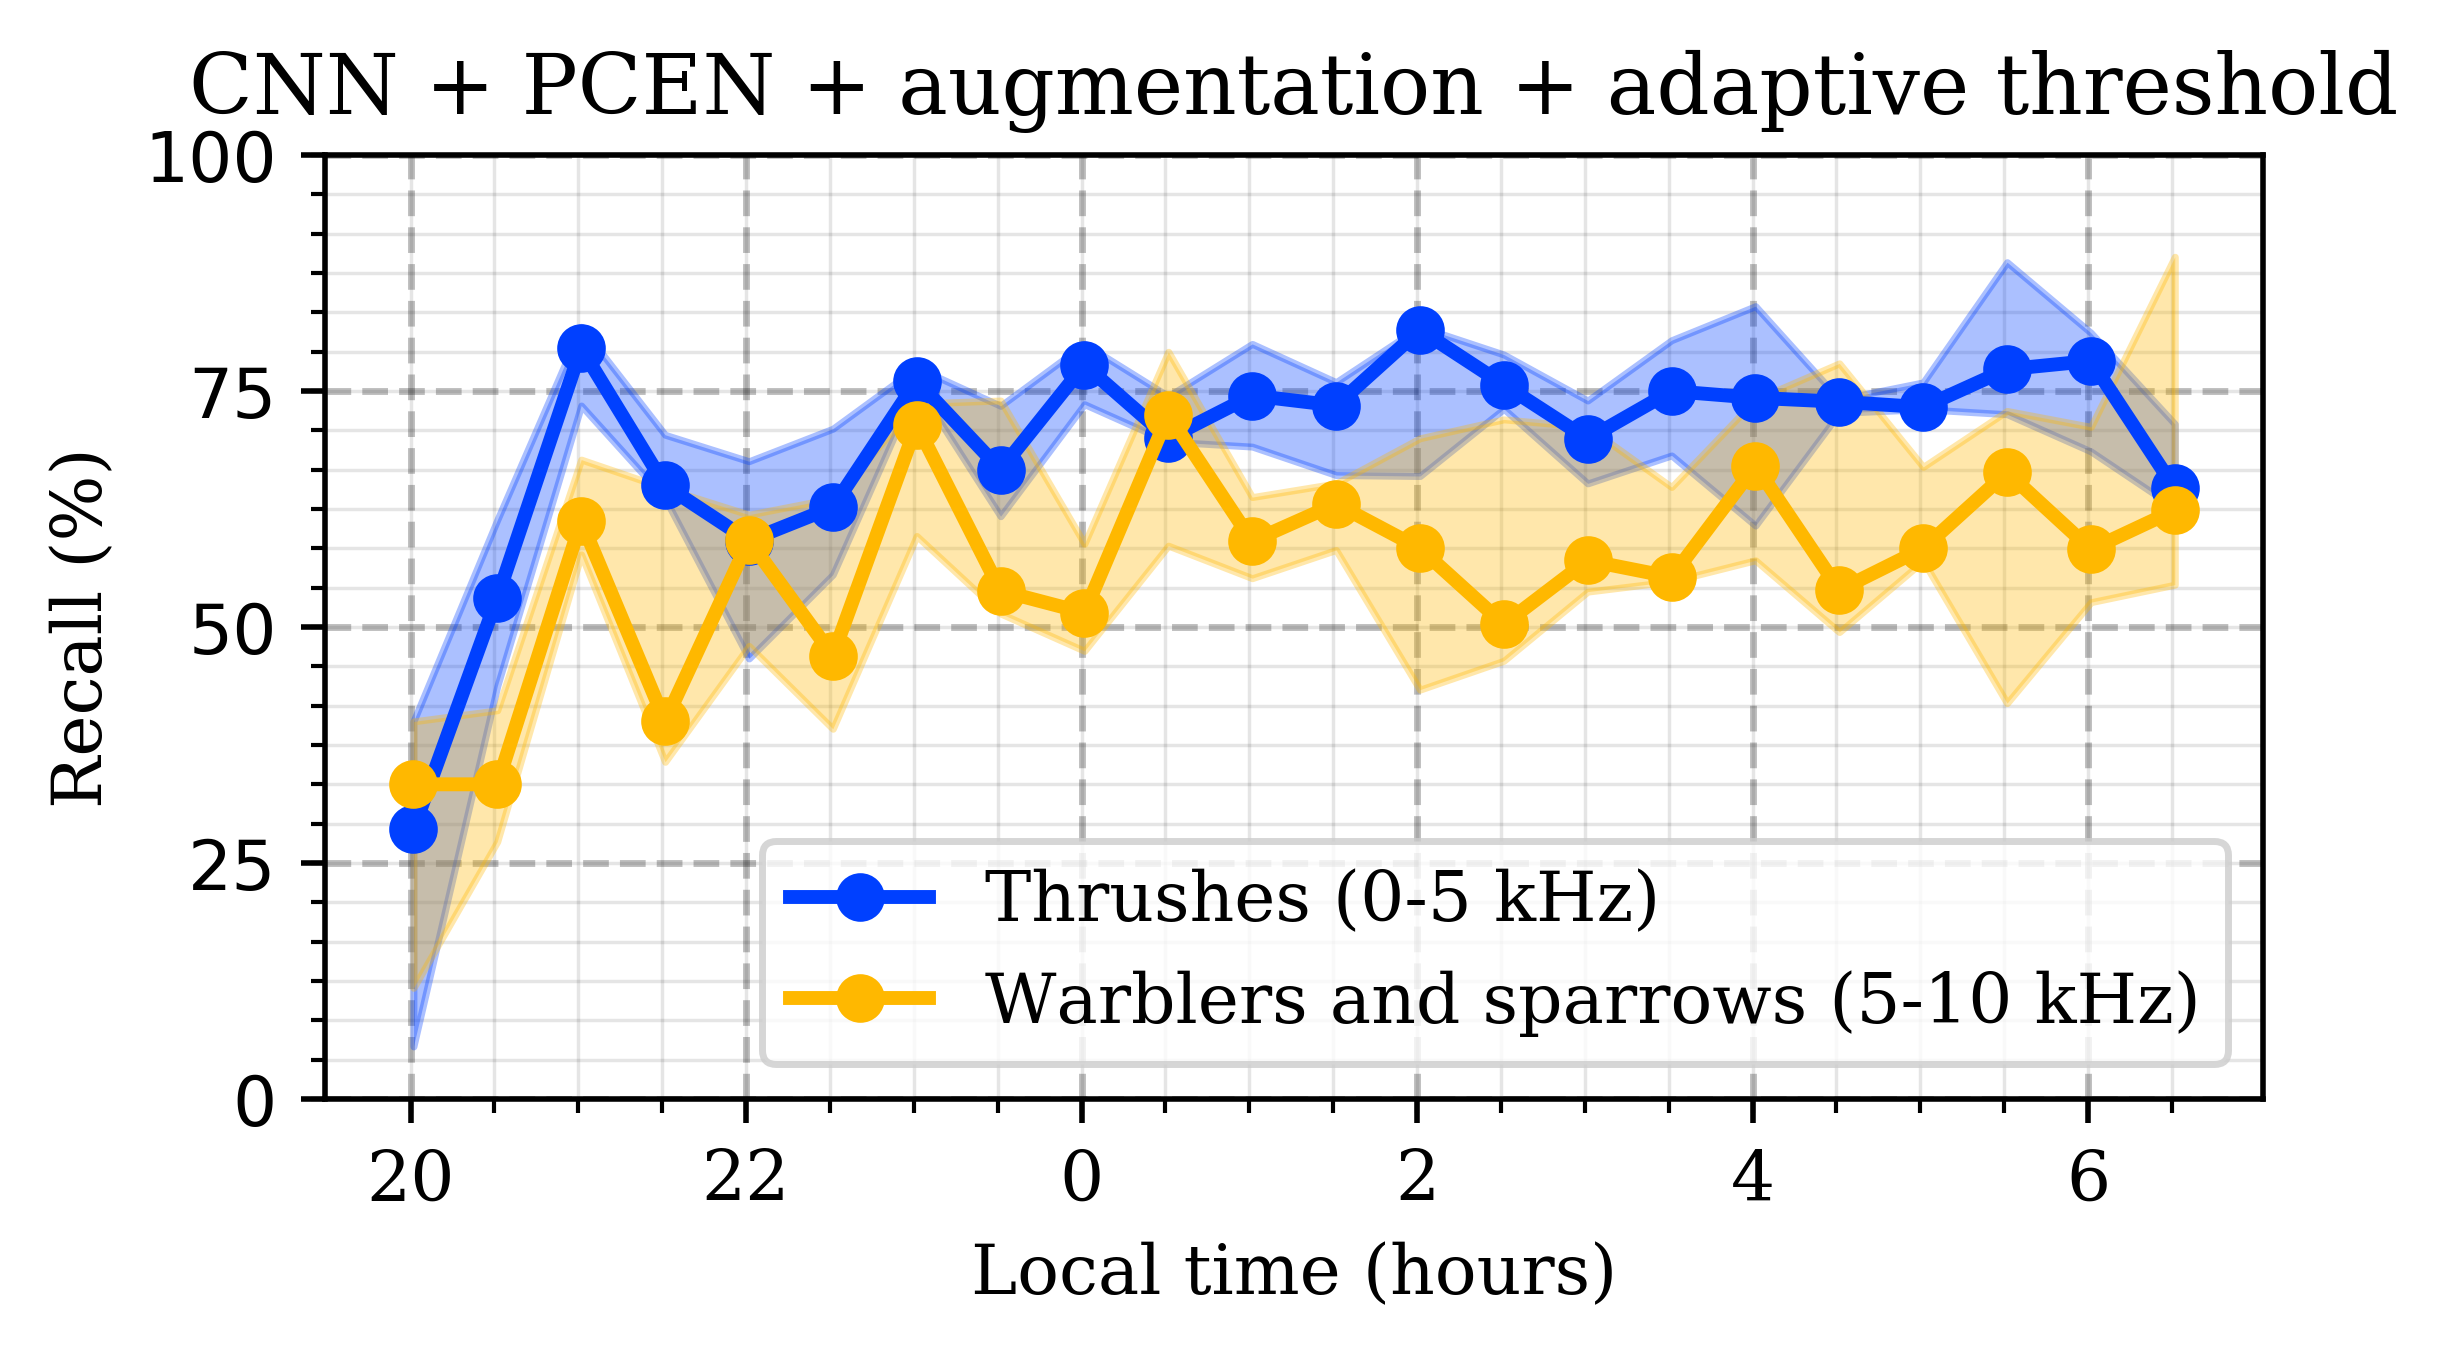 CNN + PCEN + augmentation + adaptive threshold
100
75
50
25
0
Recall (%)
Thrushes (0-5 kHz)
Warblers and sparrows (5-10 kHz)
20 22 0 2 4 6
Local time (hours)